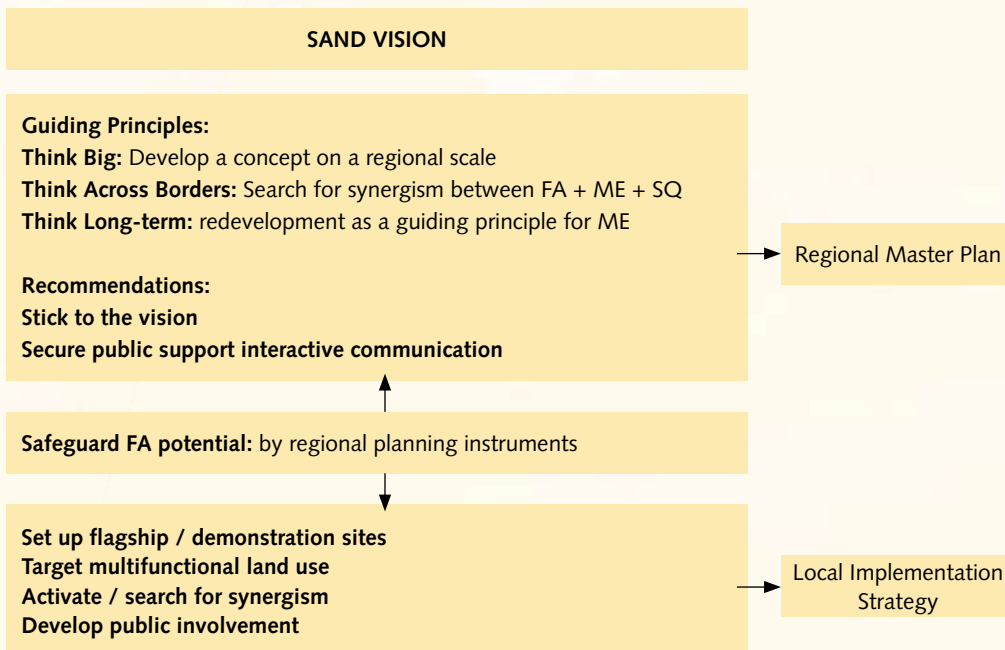 SAND VISION
Guiding Principles:
Think Big: Develop a concept on a regional scale
Think Across Borders: Search for synergism between FA + ME + SQ
Think Long-term: redevelopment as a guiding principle for ME
Recommendations:
Stick to the vision
Secure public support interactive communication
Regional Master Plan
Safeguard FA potential: by regional planning instruments
Set up flagship / demonstration sites
Target multifunctional land use
Activate / search for synergism
Develop public involvement
Local Implementation
Strategy